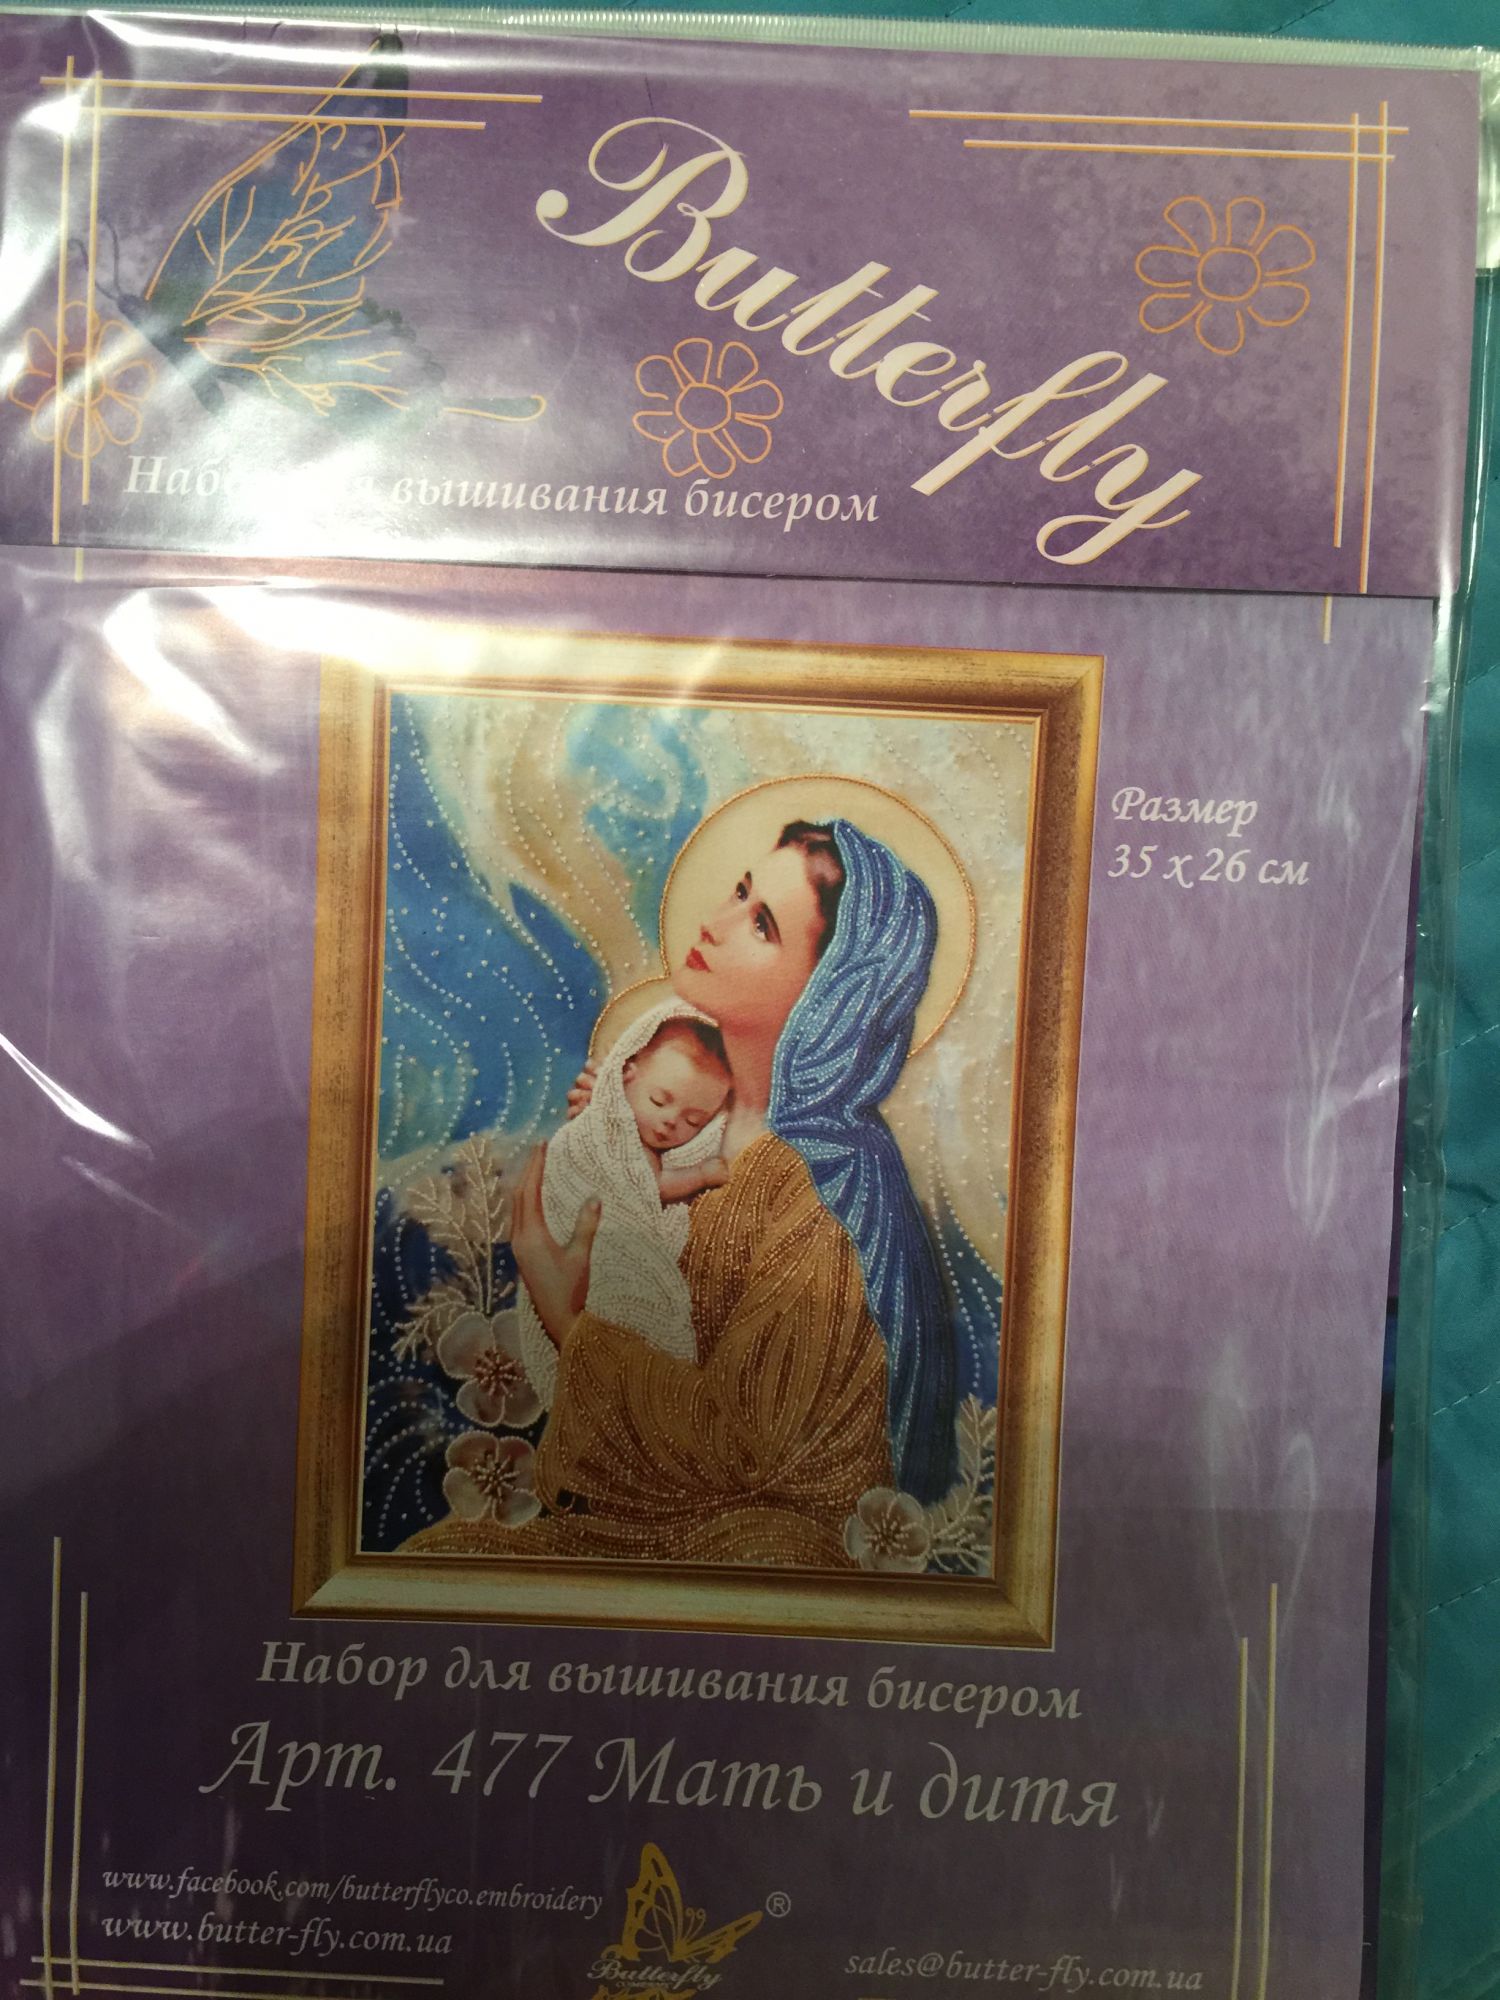 Butterfly
вышивания бисером
Размер
35 х 26 см
Набор для вышивания бисером
Арт. 477 Мать и дитя
www.facebook.com/butterflyco.embroidery
www.butter-fly.com.ua
®
Butterfly
sales@butter-fly.com.ua